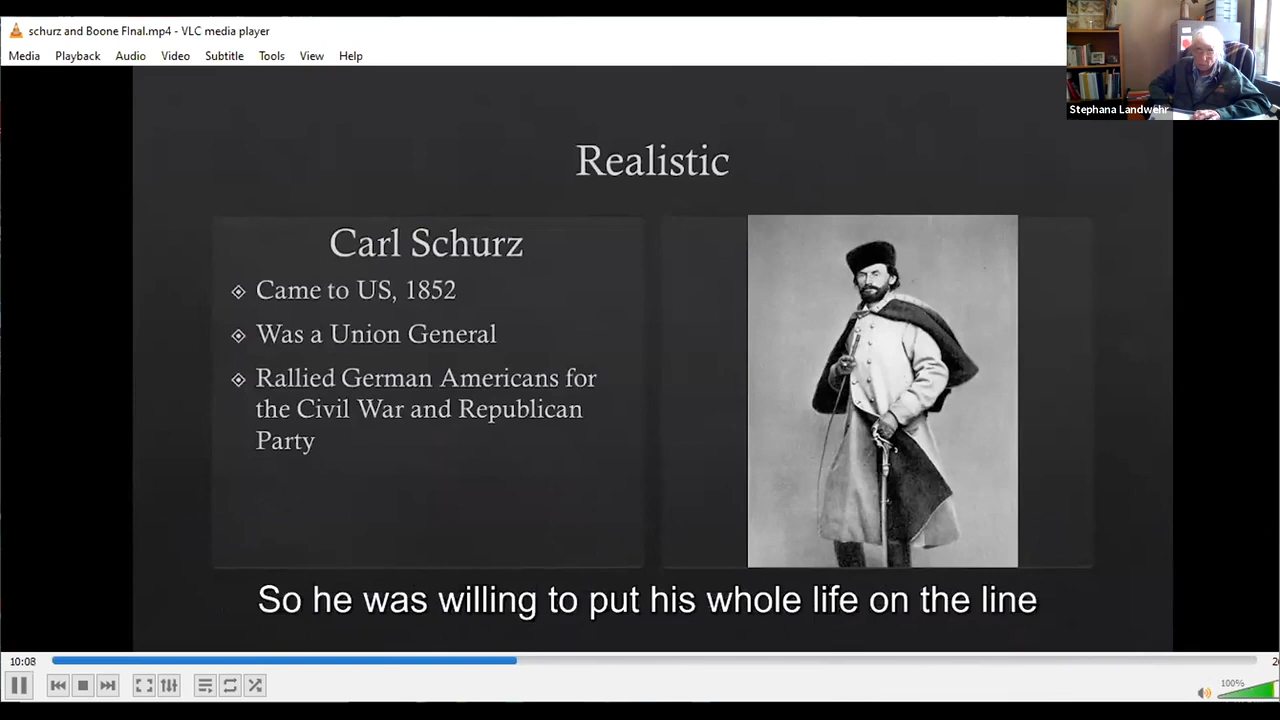 schurz and Boone FInal.mp4 - VLC media player
Media Playback Audio Video Subtitle Tools View Help
Stephana Landwehr
Realistic
Carl Schurz
Came to US, 1852
Was a Union General
Rallied German Americans for
the Civil War and Republican
Party
So he was willing to put his whole life on the line
10:08
100%